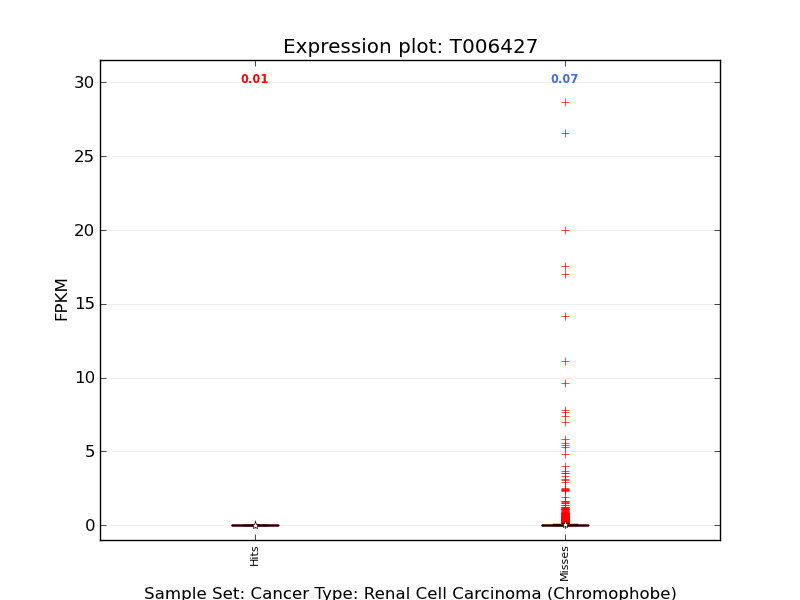 Expression plot: T006427
0.01
0.07
30
25
20
15
10
5
0
FPKM
Hits
Misses
Sample Set: Cancer Type: Renal Cell Carcinoma (Chromophobe)